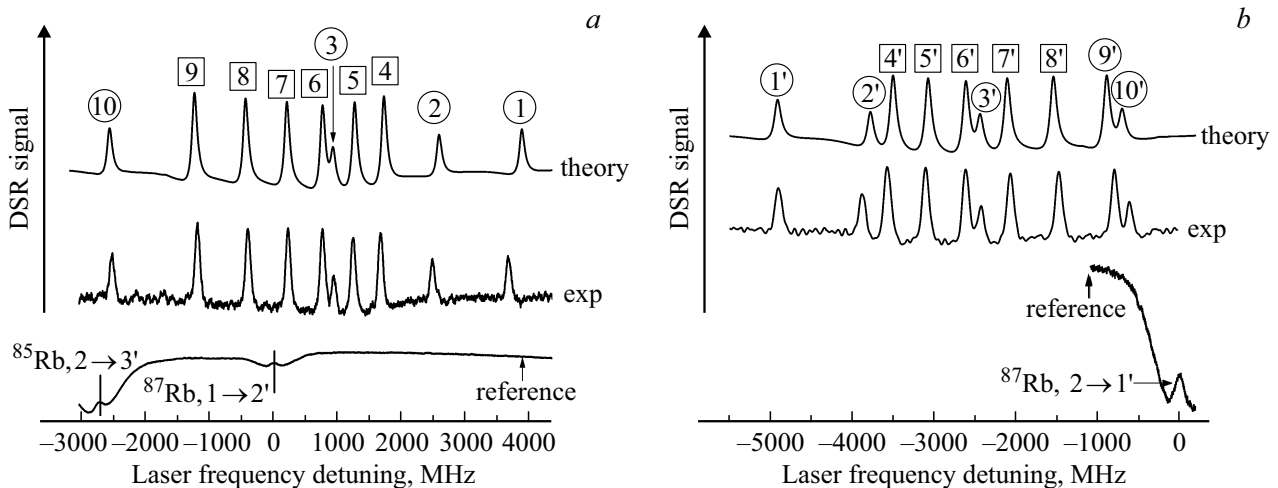 a
DSR signal
10
9
8
7
6
3
5
4
2
1
theory
exp
⁸⁵Rb, 2 → 3'
⁸⁷Rb, 1 → 2'
reference
−3000 −2000 −1000 0 1000 2000 3000 4000
Laser frequency detuning, MHz
b
DSR signal
1'
2'
4'
5'
6'
3'
7'
8'
9'
10'
theory
exp
reference
⁸⁷Rb, 2 → 1'
−5000 −4000 −3000 −2000 −1000 0
Laser frequency detuning, MHz